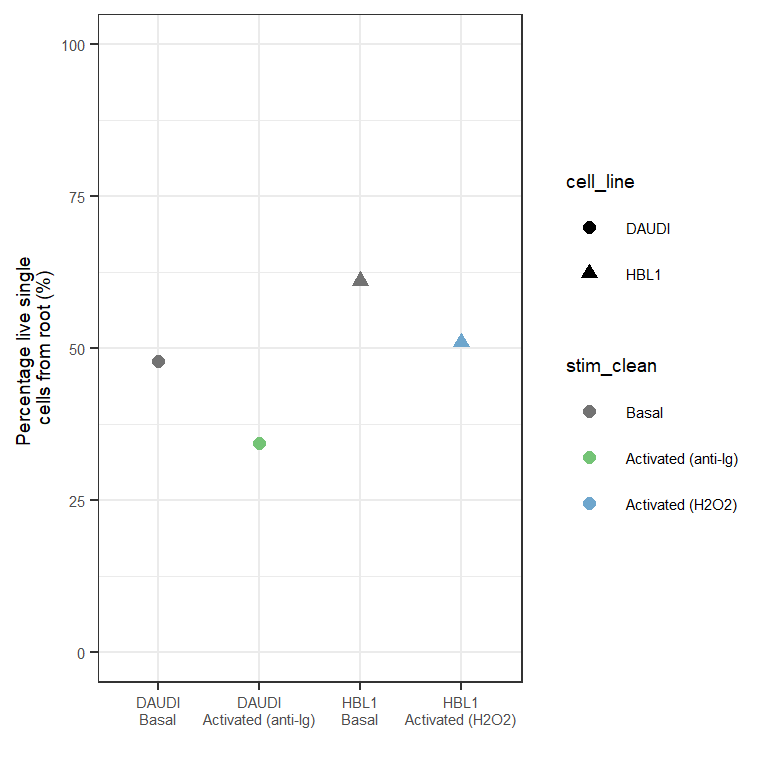 Percentage live single
cells from root (%)
100
75
50
25
0
DAUDI
Basal
DAUDI
Activated (anti-Ig)
HBL1
Basal
HBL1
Activated (H2O2)
cell_line
DAUDI
HBL1
stim_clean
Basal
Activated (anti-Ig)
Activated (H2O2)